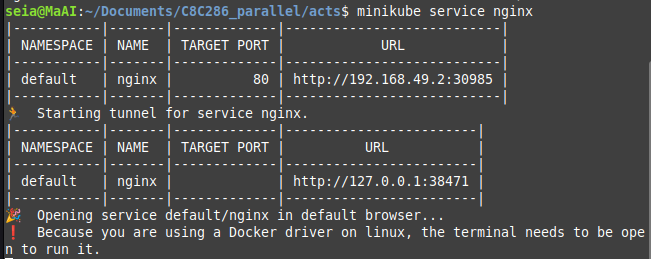 seia@MaAI:~/Documents/C8C286_parallel/acts$ minikube service nginx
|-----------|-------|-------------|---------------------------|
| NAMESPACE | NAME  | TARGET PORT |            URL            |
|-----------|-------|-------------|---------------------------|
| default   | nginx |          80 | http://192.168.49.2:30985 |
|-----------|-------|-------------|---------------------------|
🏃  Starting tunnel for service nginx.
|-----------|-------|-------------|------------------------|
| NAMESPACE | NAME  | TARGET PORT |          URL           |
|-----------|-------|-------------|------------------------|
| default   | nginx |             | http://127.0.0.1:38471 |
|-----------|-------|-------------|------------------------|
🎉  Opening service default/nginx in default browser...
❗  Because you are using a Docker driver on linux, the terminal needs to be ope
n to run it.